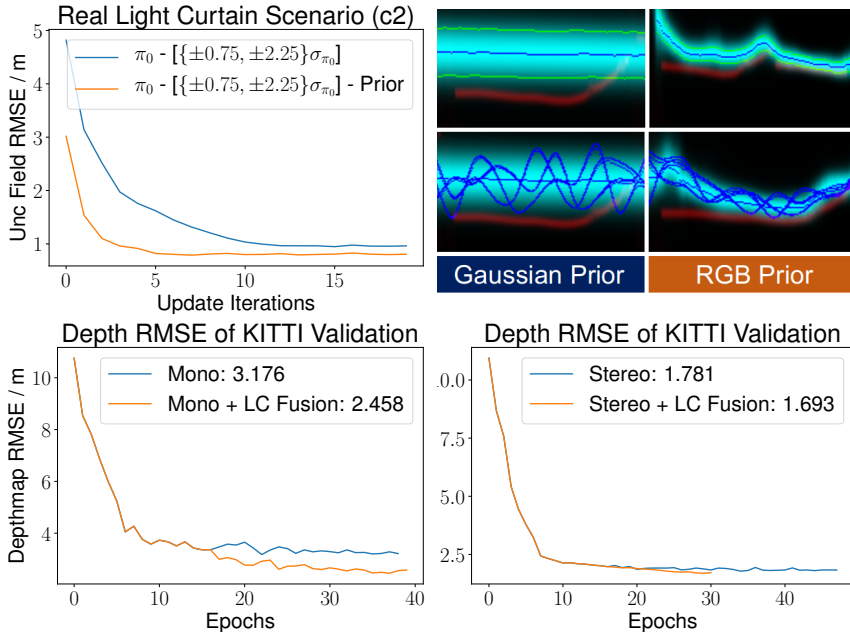 Real Light Curtain Scenario (c2)
5
4
3
2
1
Unc Field RMSE / m
π₀ - [{±0.75, ±2.25}σ_π₀]
π₀ - [{±0.75, ±2.25}σ_π₀] - Prior
0 5 10 15
Update Iterations
Gaussian Prior RGB Prior
Depth RMSE of KITTI Validation
10
8
6
4
Depthmap RMSE / m
Mono: 3.176
Mono + LC Fusion: 2.458
0 10 20 30 40
Epochs
Depth RMSE of KITTI Validation
0.0
7.5
5.0
2.5
Stereo: 1.781
Stereo + LC Fusion: 1.693
0 10 20 30 40
Epochs